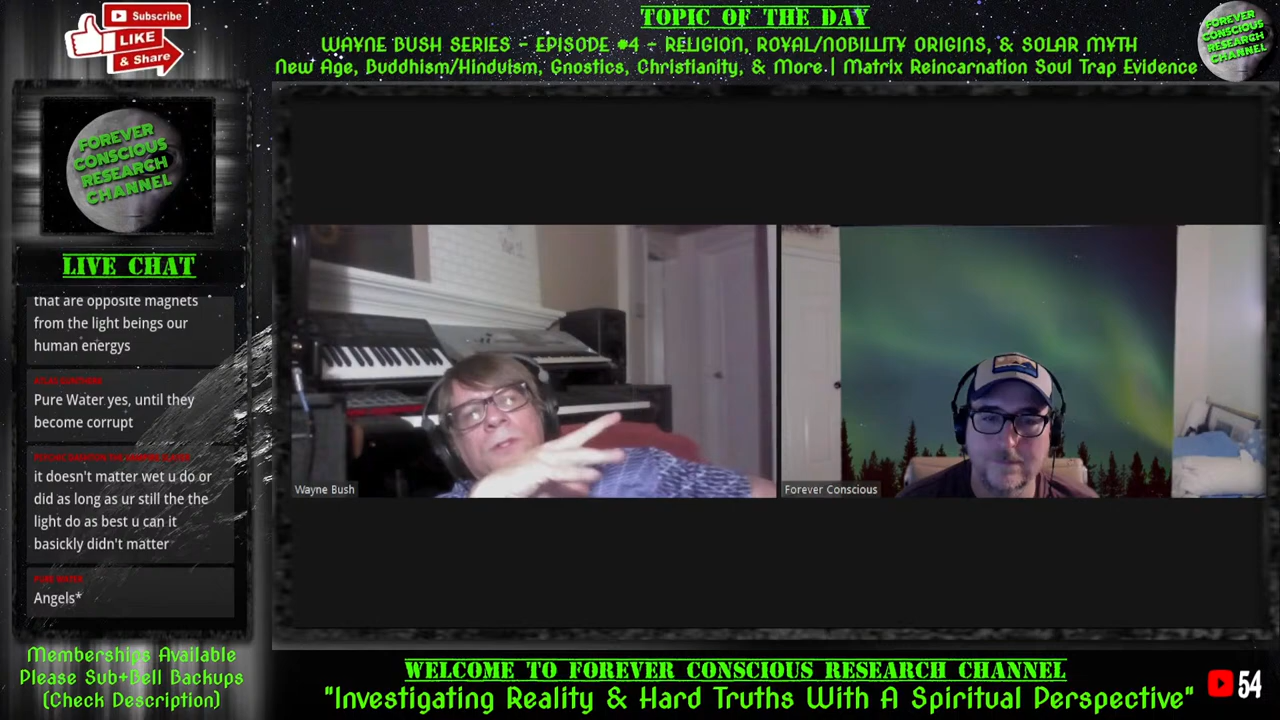 Subscribe
LIKE
& Share
TOPIC OF THE DAY
WAYNE BUSH SERIES - EPISODE #4 - RELIGION, ROYAL/NOBILLITY ORIGINS, & SOLAR MYTH
New Age, Buddhism/Hinduism, Gnostics, Christianity, & More | Matrix Reincarnation Soul Trap Evidence
FOREVER
CONSCIOUS
RESEARCH
CHANNEL
FOREVER
CONSCIOUS
RESEARCH
CHANNEL
LIVE CHAT
that are opposite magnets
from the light beings our
human energys
Pure Water yes, until they
become corrupt
it doesn't matter wet u do or
did as long as ur still the the
light do as best u can it
basickly didn't matter
PURE WATER
Angels*
Wayne Bush
Forever Conscious
Memberships Available
Please Sub+Bell Backups
(Check Description)
WELCOME TO FOREVER CONSCIOUS RESEARCH CHANNEL
"Investigating Reality & Hard Truths With A Spiritual Perspective"
54